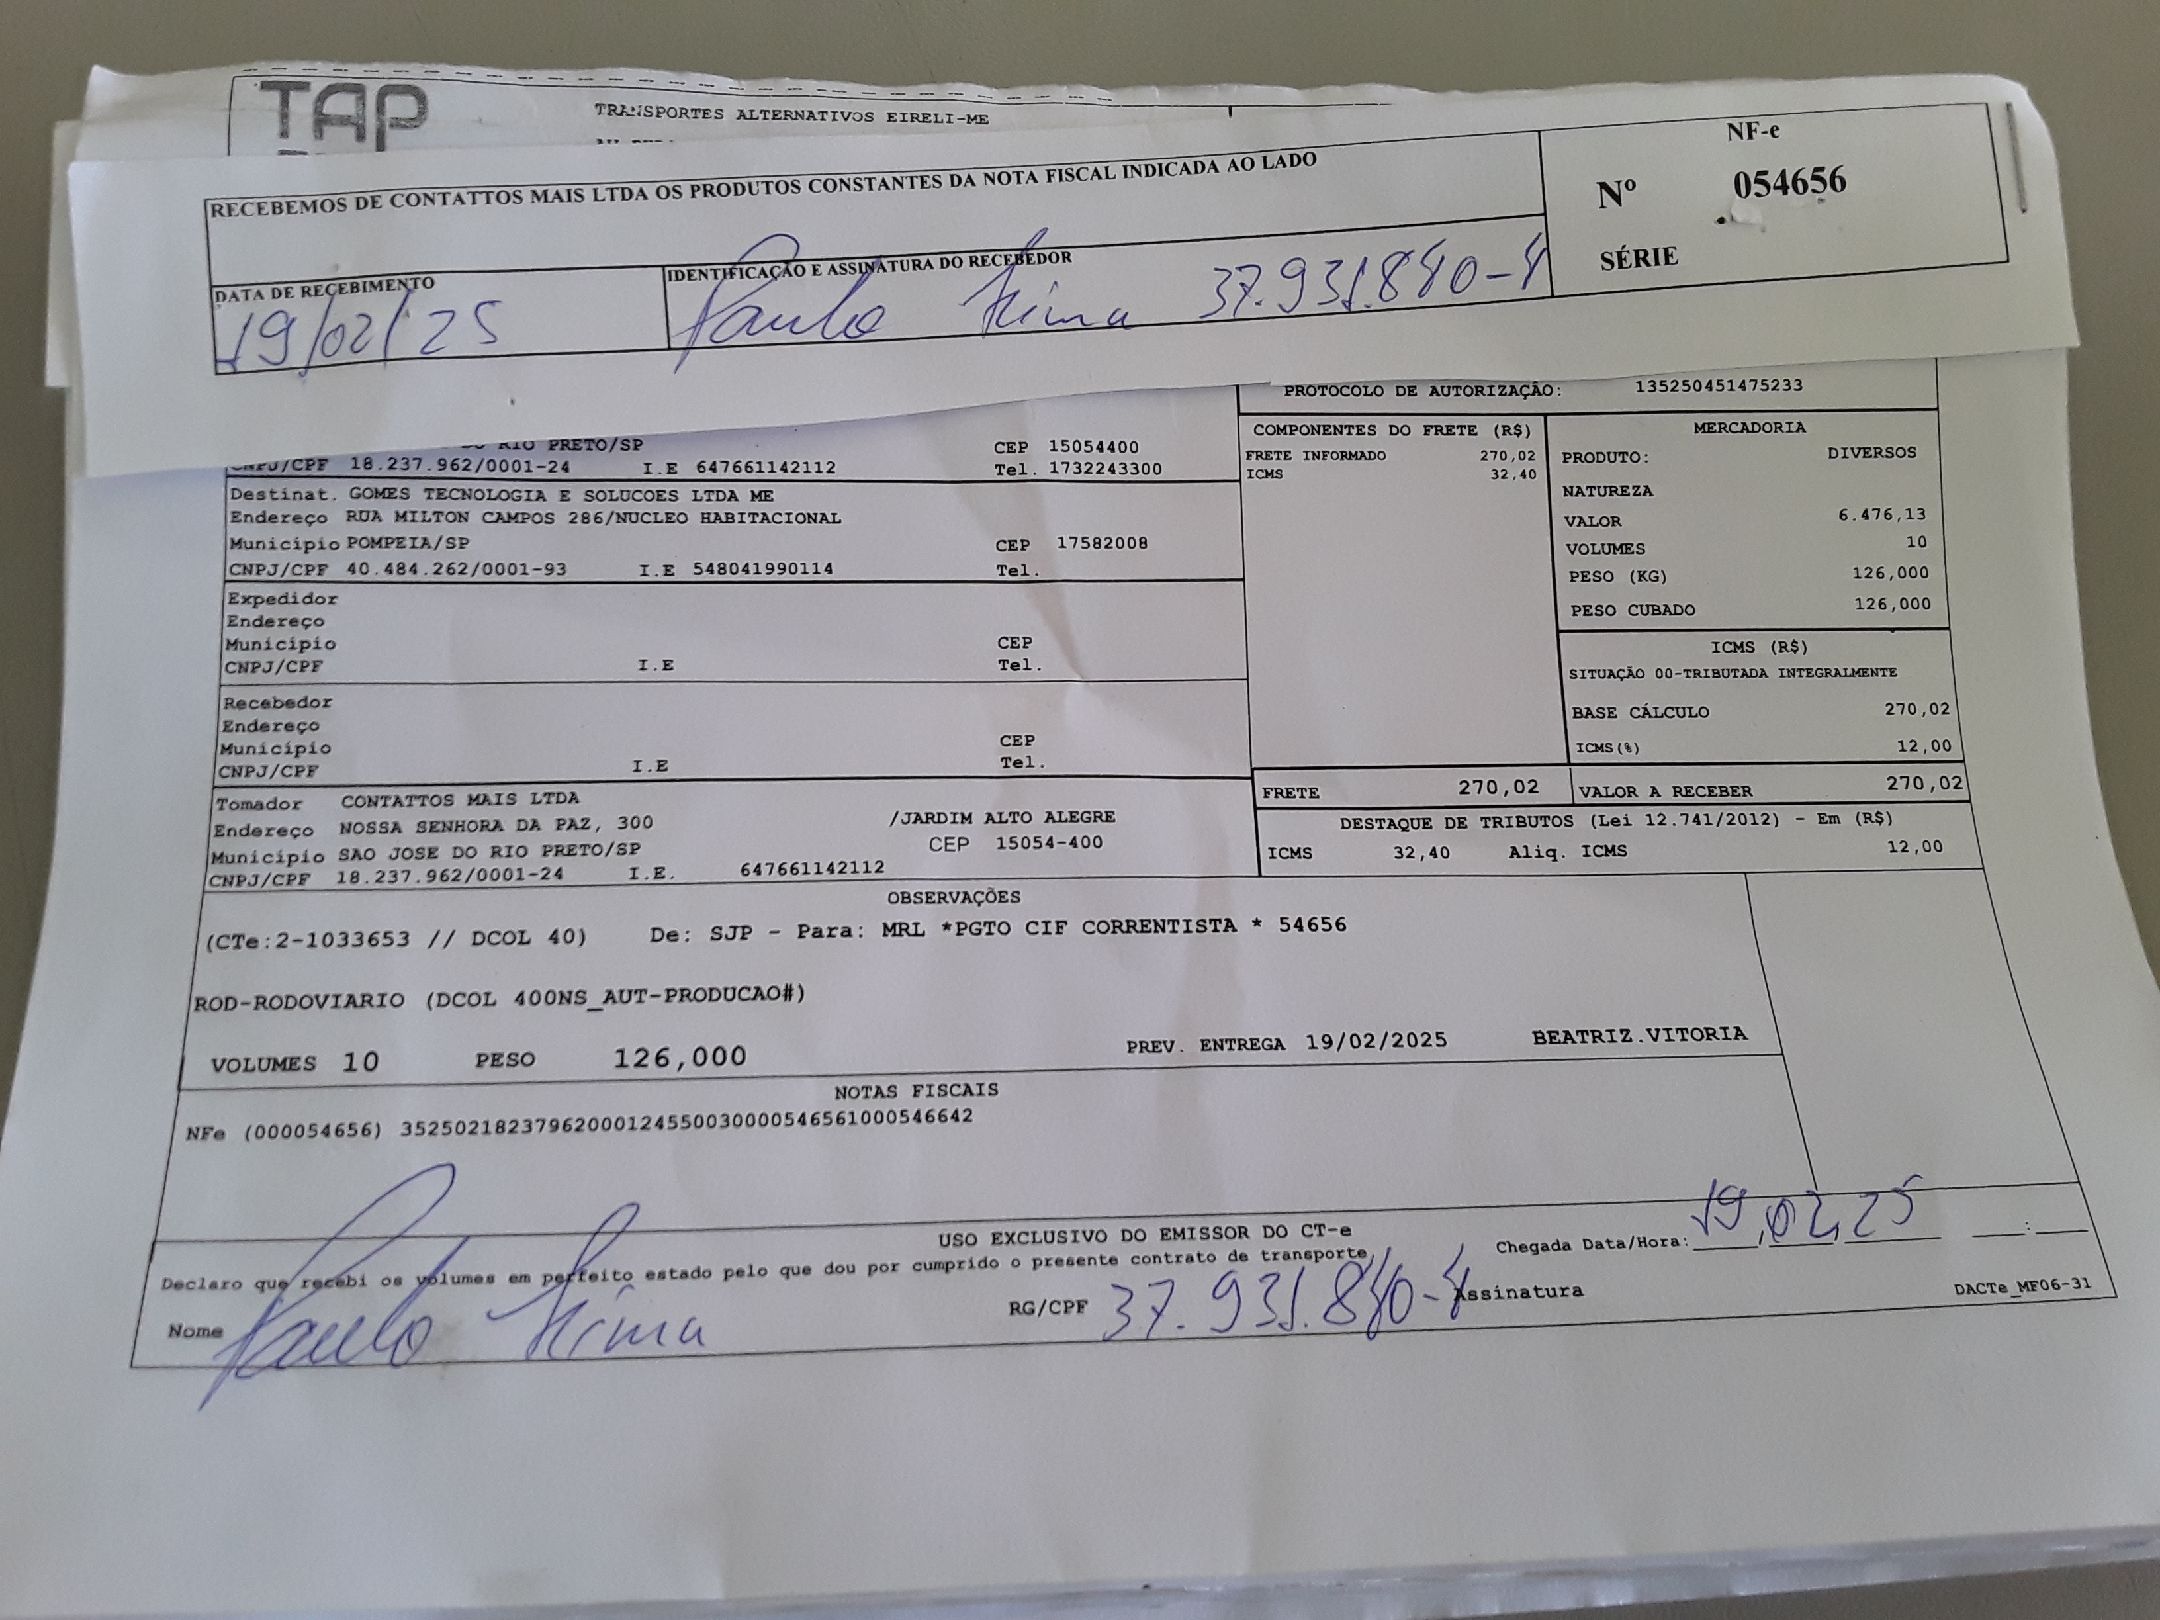 TAP
TRANSPORTES ALTERNATIVOS EIRELI-ME
RECEBEMOS DE CONTATTOS MAIS LTDA OS PRODUTOS CONSTANTES DA NOTA FISCAL INDICADA AO LADO
NF-e
Nº 054656
SÉRIE
DATA DE RECEBIMENTO
19/02/25
IDENTIFICAÇÃO E ASSINATURA DO RECEBEDOR
Paulo Lima 37.931.840-4
PROTOCOLO DE AUTORIZAÇÃO: 135250451475233
RIO PRETO/SP CEP 15054400
CNPJ/CPF 18.237.962/0001-24 I.E 647661142112 Tel. 1732243300
Destinat. GOMES TECNOLOGIA E SOLUCOES LTDA ME
Endereço RUA MILTON CAMPOS 286/NUCLEO HABITACIONAL
Município POMPEIA/SP CEP 17582008
CNPJ/CPF 40.484.262/0001-93 I.E 548041990114 Tel.
Expedidor
Endereço
Município CEP
CNPJ/CPF I.E Tel.
Recebedor
Endereço
Município CEP
CNPJ/CPF I.E Tel.
Tomador CONTATTOS MAIS LTDA
Endereço NOSSA SENHORA DA PAZ, 300 /JARDIM ALTO ALEGRE
Município SAO JOSE DO RIO PRETO/SP CEP 15054-400
CNPJ/CPF 18.237.962/0001-24 I.E. 647661142112
COMPONENTES DO FRETE (R$)
FRETE INFORMADO 270,02
ICMS 32,40
MERCADORIA
PRODUTO: DIVERSOS
NATUREZA
VALOR 6.476,13
VOLUMES 10
PESO (KG) 126,000
PESO CUBADO 126,000
ICMS (R$)
SITUAÇÃO 00-TRIBUTADA INTEGRALMENTE
BASE CÁLCULO 270,02
ICMS(%) 12,00
FRETE 270,02 VALOR A RECEBER 270,02
DESTAQUE DE TRIBUTOS (Lei 12.741/2012) - Em (R$)
ICMS 32,40 Aliq. ICMS 12,00
OBSERVAÇÕES
(CTe:2-1033653 // DCOL 40) De: SJP - Para: MRL *PGTO CIF CORRENTISTA * 54656
ROD-RODOVIARIO (DCOL 400NS_AUT-PRODUCAO#)
VOLUMES 10 PESO 126,000 PREV. ENTREGA 19/02/2025 BEATRIZ.VITORIA
NOTAS FISCAIS
NFe (000054656) 35250218237962000124550030000546561000546642
USO EXCLUSIVO DO EMISSOR DO CT-e
Declaro que recebi os volumes em perfeito estado pelo que dou por cumprido o presente contrato de transporte, Chegada Data/Hora: 19,02,25 :
Nome Paulo Lima RG/CPF 37.931.840-4 Assinatura
DACTe_MF06-31